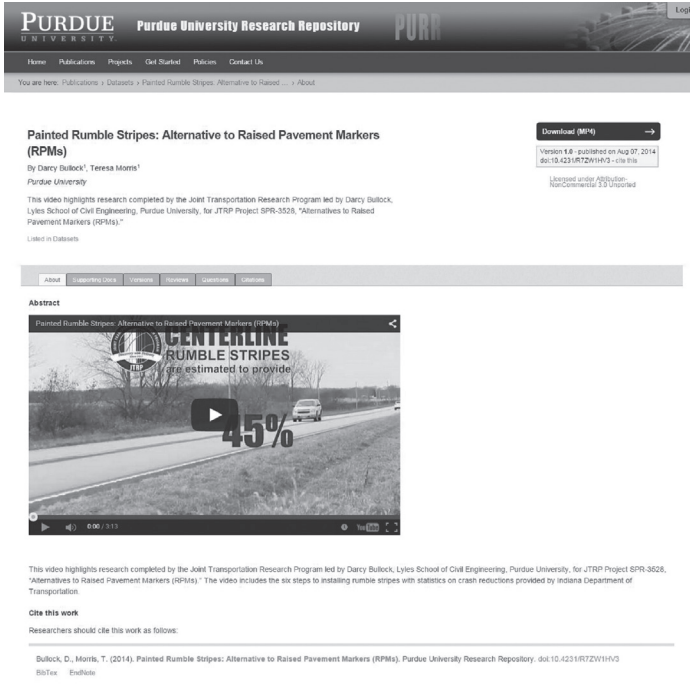 Login
PURDUE
UNIVERSITY.
Purdue University Research Repository
PURR
Home Publications Projects Get Started Policies Contact Us
You are here: Publications › Datasets › Painted Rumble Stripes: Alternative to Raised ... › About
Painted Rumble Stripes: Alternative to Raised Pavement Markers
(RPMs)
By Darcy Bullock¹, Teresa Morris¹
Purdue University
This video highlights research completed by the Joint Transportation Research Program led by Darcy Bullock,
Lyles School of Civil Engineering, Purdue University, for JTRP Project SPR-3528, "Alternatives to Raised
Pavement Markers (RPMs)."
Listed in Datasets
Download (MP4) →
Version 1.0 - published on Aug 07, 2014
doi:10.4231/R7ZW1HV3 - cite this
Licensed under Attribution-
NonCommercial 3.0 Unported
About Supporting Docs Versions Reviews Questions Citations
Abstract
Painted Rumble Stripes: Alternative to Raised Pavement Markers (RPMs)
JTRP
CENTERLINE
RUMBLE STRIPES
are estimated to provide
45%
0:00 / 3:13
YouTube
This video highlights research completed by the Joint Transportation Research Program led by Darcy Bullock, Lyles School of Civil Engineering, Purdue University, for JTRP Project SPR-3528,
"Alternatives to Raised Pavement Markers (RPMs)." The video includes the six steps to installing rumble stripes with statistics on crash reductions provided by Indiana Department of
Transportation.
Cite this work
Researchers should cite this work as follows:
Bullock, D., Morris, T. (2014). Painted Rumble Stripes: Alternative to Raised Pavement Markers (RPMs). Purdue University Research Repository. doi:10.4231/R7ZW1HV3
BibTex EndNote